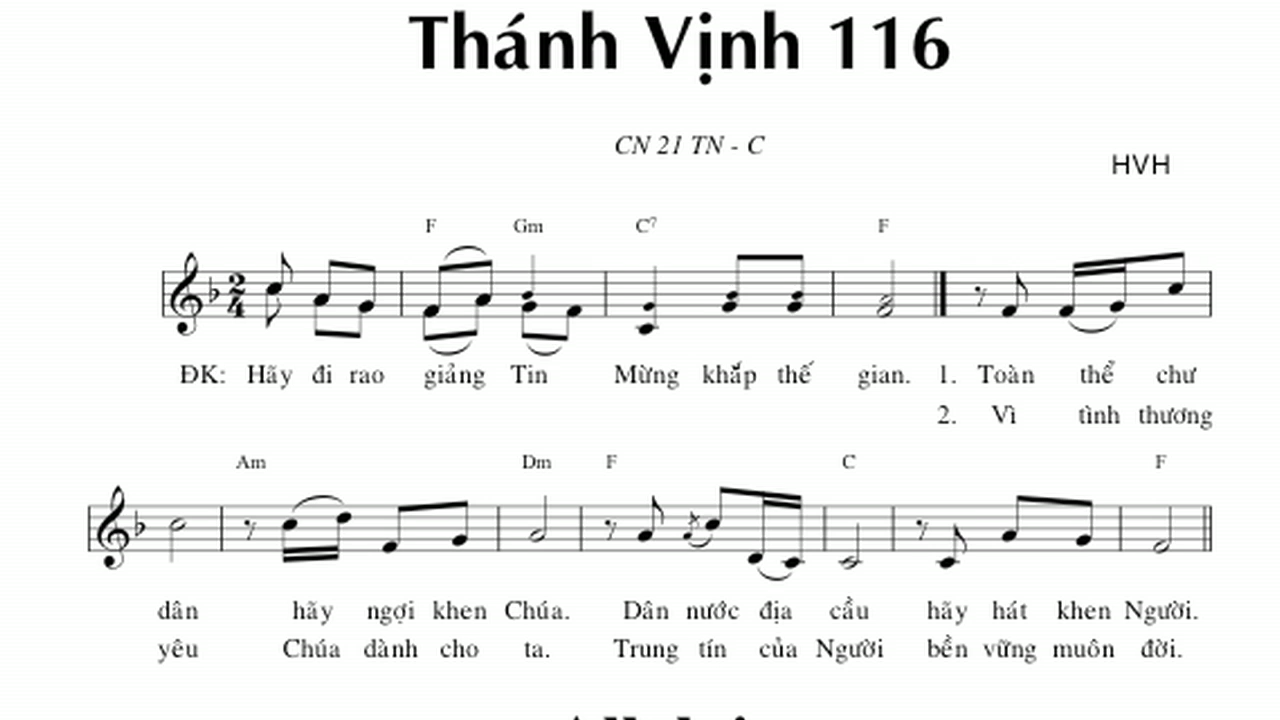 Thánh Vịnh 116
CN 21 TN - C
HVH
F Gm C7 F
2
4
ĐK: Hãy đi rao giảng Tin Mừng khắp thế gian. 1. Toàn thể chư
2. Vì tình thương
Am Dm F C F
dân hãy ngợi khen Chúa. Dân nước địa cầu hãy hát khen Người.
yêu Chúa dành cho ta. Trung tín của Người bền vững muôn đời.